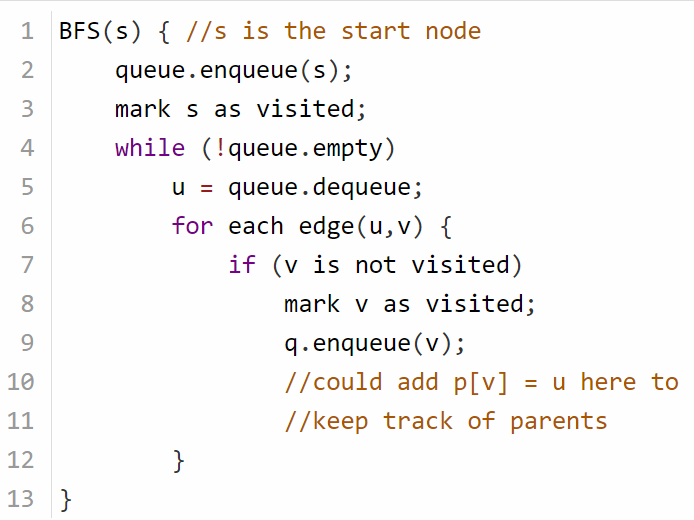 1 BFS(s) { //s is the start node
2 queue.enqueue(s);
3 mark s as visited;
4 while (!queue.empty)
5 u = queue.dequeue;
6 for each edge(u,v) {
7 if (v is not visited)
8 mark v as visited;
9 q.enqueue(v);
10 //could add p[v] = u here to
11 //keep track of parents
12 }
13 }